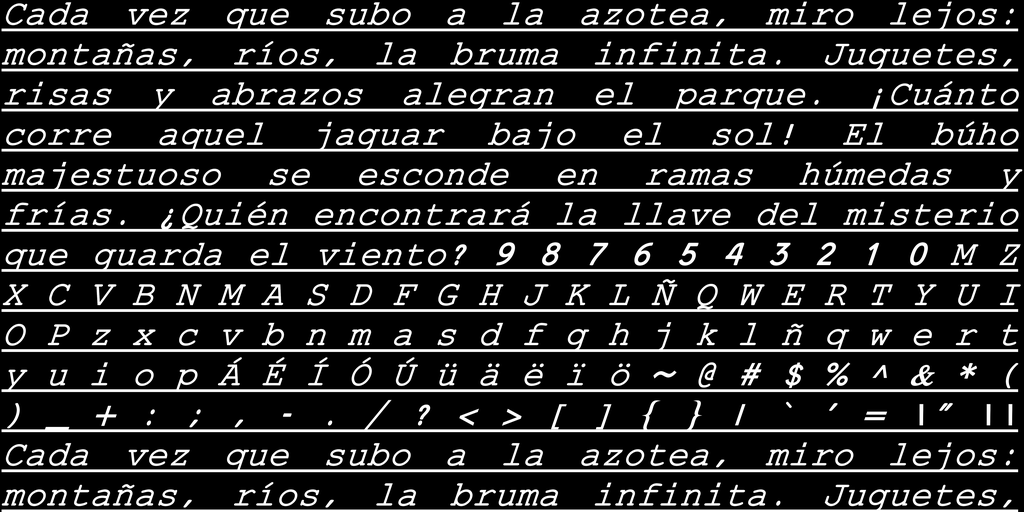 Cada vez que subo a la azotea, miro lejos:
montañas, ríos, la bruma infinita. Juguetes,
risas y abrazos alegran el parque. ¡Cuánto
corre aquel jaguar bajo el sol! El búho
majestuoso se esconde en ramas húmedas y
frías. ¿Quién encontrará la llave del misterio
que guarda el viento? 9 8 7 6 5 4 3 2 1 0 M Z
X C V B N M A S D F G H J K L Ñ Q W E R T Y U I
O P z x c v b n m a s d f g h j k l ñ q w e r t
y u i o p Á É Í Ó Ú ü ä ë ï ö ~ @ # $ % ^ & * (
) _ + : ; , - . / ? < > [ ] { } | ` ' = \" \\
Cada vez que subo a la azotea, miro lejos:
montañas, ríos, la bruma infinita. Juguetes,